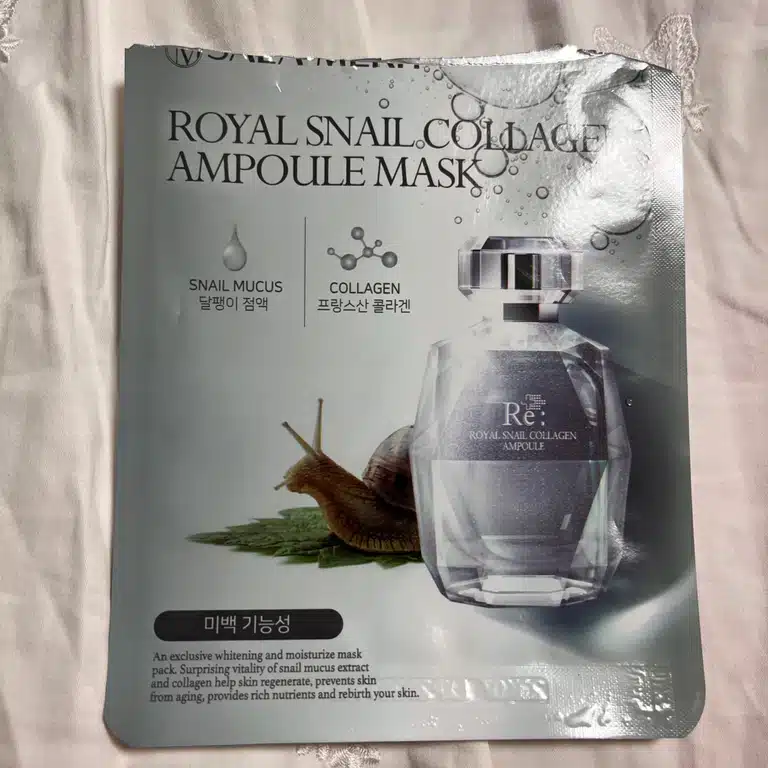 ROYAL SNAIL COLLAGE
AMPOULE MASK
SNAIL MUCUS
달팽이 점액
COLLAGEN
프랑스산 콜라겐
Re:
ROYAL SNAIL COLLAGEN
AMPOULE
미백 기능성
An exclusive whitening and moisturize mask
pack. Surprising vitality of snail mucus extract
and collagen help skin regenerate, prevents skin
from aging, provides rich nutrients and rebirth your skin.